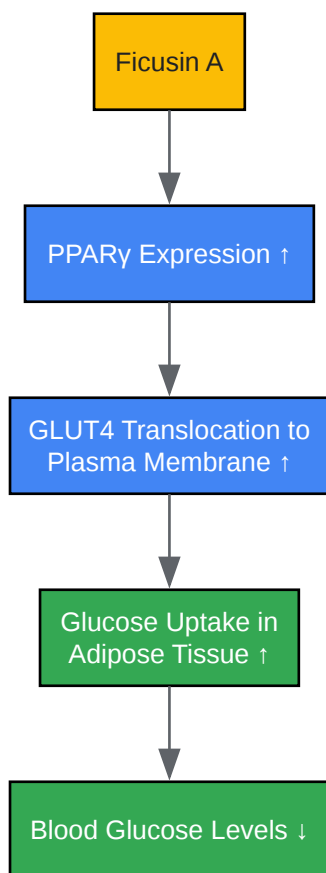 Ficusin A
PPARγ Expression ↑
GLUT4 Translocation to
Plasma Membrane ↑
Glucose Uptake in
Adipose Tissue ↑
Blood Glucose Levels ↓